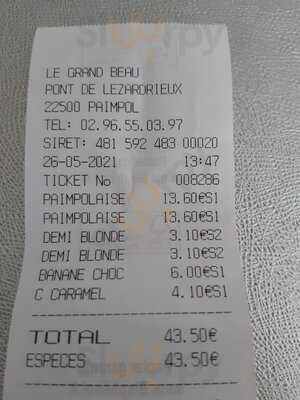 LE GRAND BEAU
PONT DE LEZARDRIEUX
22500 PAIMPOL
TEL: 02.96.55.03.97
SIRET: 481 592 483 00020
26-05-2021 13:47
TICKET No 008286
PAIMPOLAISE 13.60€S1
PAIMPOLAISE 13.60€S1
DEMI BLONDE 3.10€S2
DEMI BLONDE 3.10€S2
BANANE CHOC 6.00€S1
C CARAMEL 4.10€S1
TOTAL 43.50€
ESPECES 43.50€